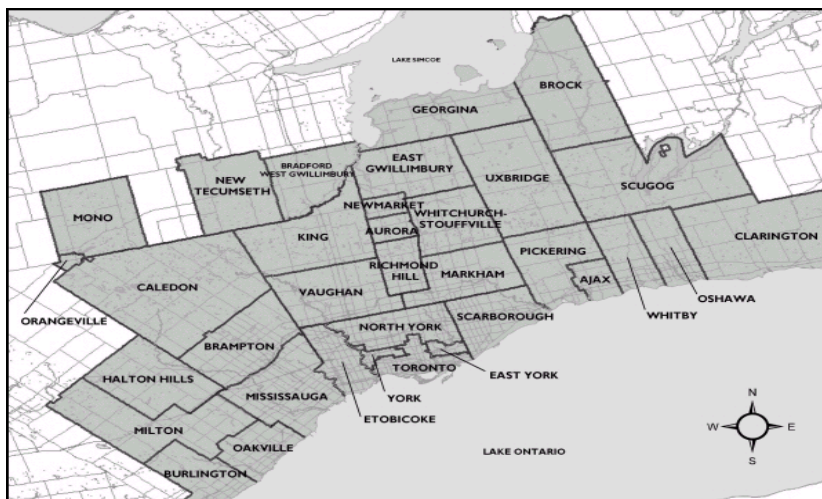 LAKE SIMCOE
BROCK
GEORGINA
BRADFORD
WEST GWILLIMBURY
EAST
GWILLIMBURY
NEW
TECUMSETH
UXBRIDGE
SCUGOG
MONO
NEWMARKET
WHITCHURCH-
STOUFFVILLE
KING
AURORA
CLARINGTON
PICKERING
RICHMOND
HILL
MARKHAM
AJAX
CALEDON
VAUGHAN
OSHAWA
ORANGEVILLE
WHITBY
SCARBOROUGH
NORTH YORK
BRAMPTON
HALTON HILLS
TORONTO
EAST YORK
MISSISSAUGA
YORK
ETOBICOKE
MILTON
OAKVILLE
BURLINGTON
LAKE ONTARIO
N
W
E
S